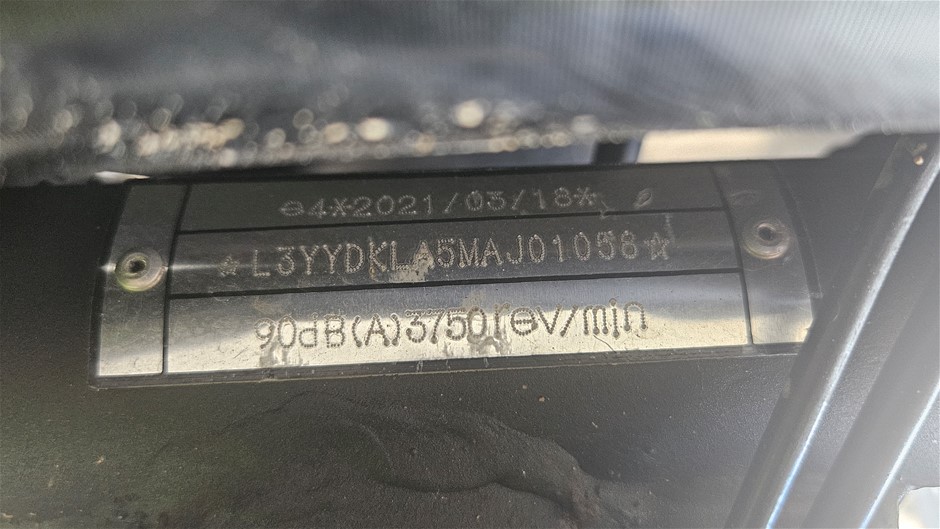 e4*2021/03/18*
☆L3YYDKLA5MAJ01058☆
90dB(A)3750rev/min